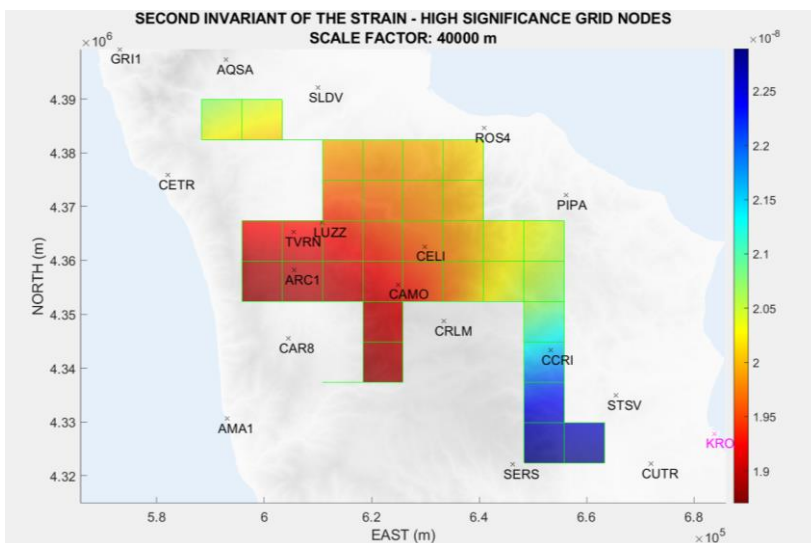 SECOND INVARIANT OF THE STRAIN - HIGH SIGNIFICANCE GRID NODES
SCALE FACTOR: 40000 m
×10⁶
×10⁻⁸
GRI1
AQSA
SLDV
ROS4
CETR
PIPA
LUZZ
TVRN
CELI
ARC1
CAMO
CRLM
CAR8
CCRI
STSV
AMA1
KRO
SERS
CUTR
NORTH (m)
4.39
4.38
4.37
4.36
4.35
4.34
4.33
4.32
5.8
6
6.2
6.4
6.6
6.8
×10⁵
EAST (m)
2.25
2.2
2.15
2.1
2.05
2
1.95
1.9